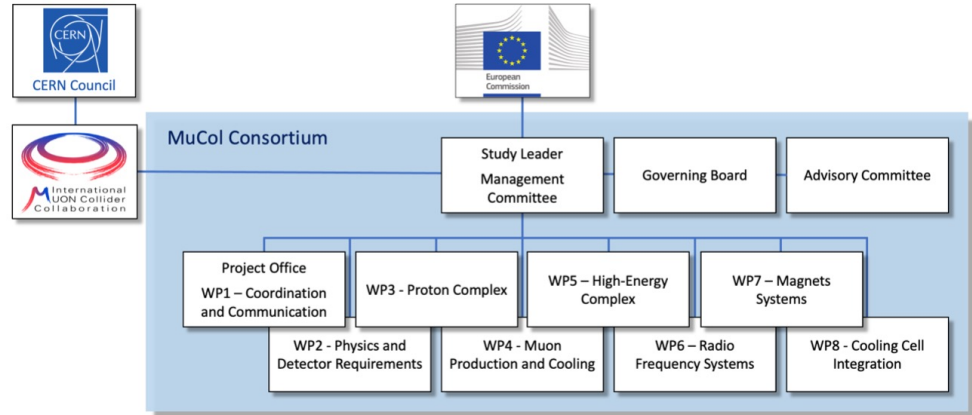 CERN
CERN Council
European
Commission
International
MUON Collider
Collaboration
MuCol Consortium
Study Leader
Management
Committee
Governing Board
Advisory Committee
Project Office
WP1 – Coordination
and Communication
WP3 - Proton Complex
WP5 – High-Energy
Complex
WP7 – Magnets
Systems
WP2 - Physics and
Detector Requirements
WP4 - Muon
Production and Cooling
WP6 – Radio
Frequency Systems
WP8 - Cooling Cell
Integration